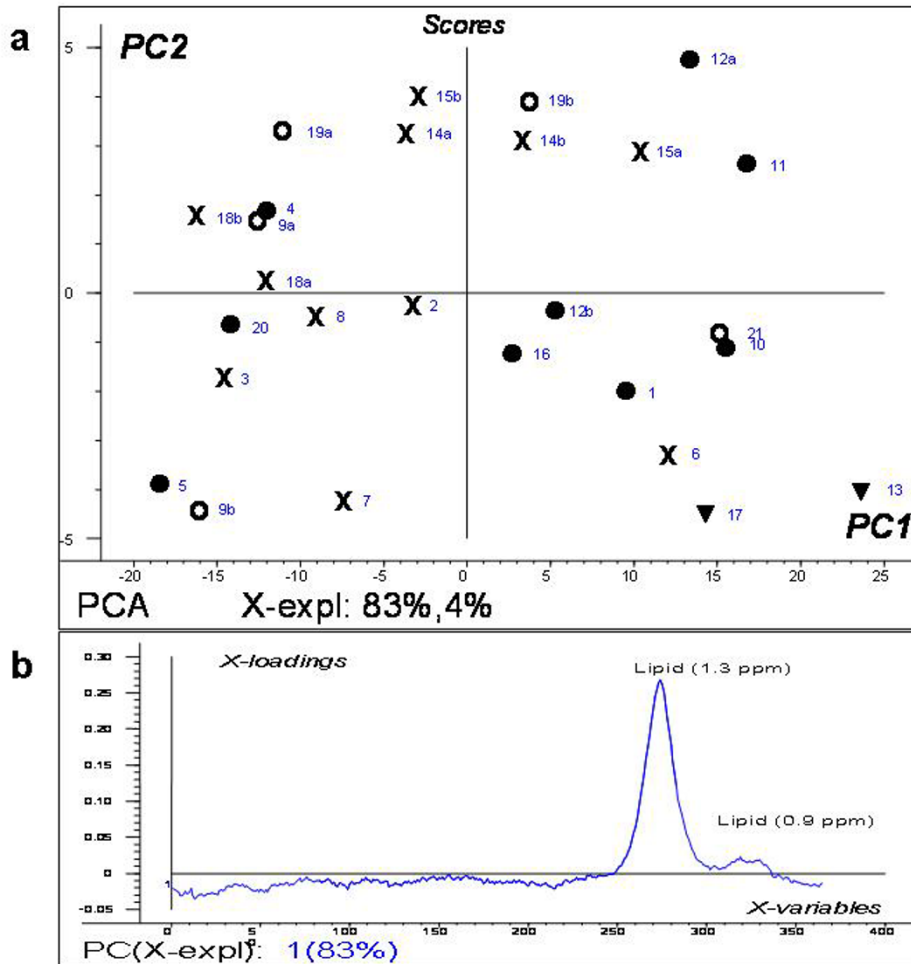 a
Scores
PC2
5
12a
15b
19b
19a
14a
14b
15a
11
4
18b
9a
0
18a
2
12b
8
21
20
16
10
3
1
6
5
13
9b
7
17
PC1
-5
-20 -15 -10 -5 0 5 10 15 20 25
PCA X-expl: 83%,4%
b
0.30
X-loadings
Lipid (1.3 ppm)
0.25
0.20
0.15
0.10
Lipid (0.9 ppm)
0.05
0
1
X-variables
-0.05
0 50 100 150 200 250 300 350 400
PC(X-expl): 1(83%)